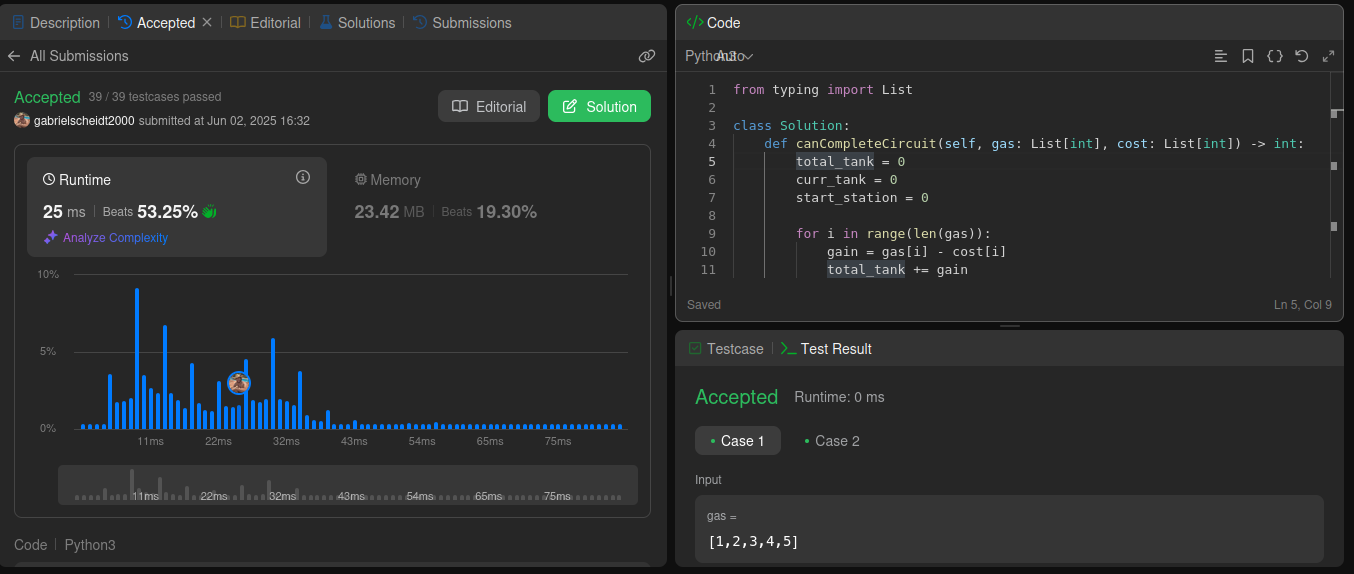 Description Accepted Editorial Solutions Submissions
All Submissions
Accepted 39 / 39 testcases passed
gabrielscheidt2000 submitted at Jun 02, 2025 16:32
Editorial Solution
Runtime
25 ms Beats 53.25%
Analyze Complexity
Memory
23.42 MB Beats 19.30%
10%
5%
0%
11ms 22ms 32ms 43ms 54ms 65ms 75ms
11ms 22ms 32ms 43ms 54ms 65ms 75ms
Code Python3
Code
Python3 Auto
1 from typing import List
2
3 class Solution:
4 def canCompleteCircuit(self, gas: List[int], cost: List[int]) -> int:
5 total_tank = 0
6 curr_tank = 0
7 start_station = 0
8
9 for i in range(len(gas)):
10 gain = gas[i] - cost[i]
11 total_tank += gain
Saved Ln 5, Col 9
Testcase >_ Test Result
Accepted Runtime: 0 ms
• Case 1 • Case 2
Input
gas =
[1,2,3,4,5]